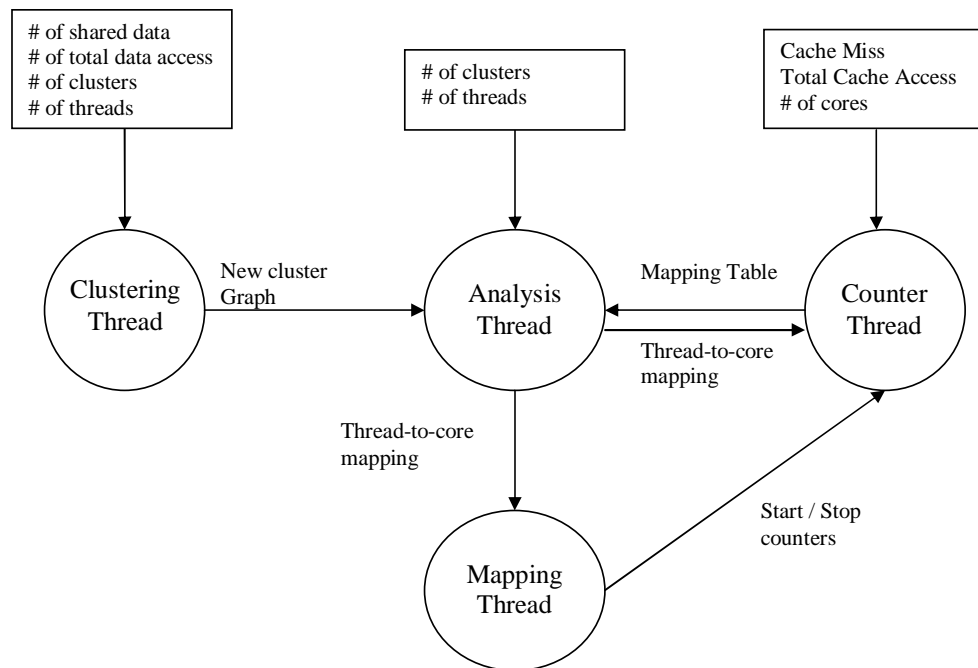 # of shared data
# of total data access
# of clusters
# of threads
# of clusters
# of threads
Cache Miss
Total Cache Access
# of cores
Clustering
Thread
New cluster
Graph
Analysis
Thread
Mapping Table
Thread-to-core
mapping
Counter
Thread
Thread-to-core
mapping
Start / Stop
counters
Mapping
Thread